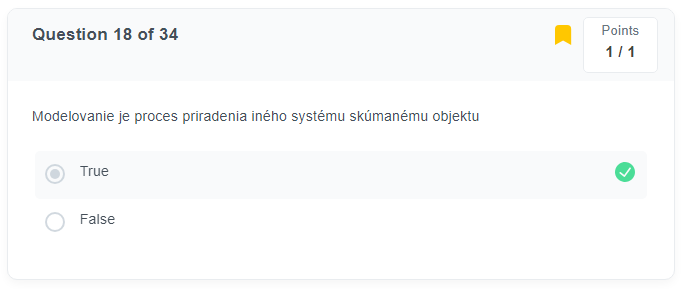 Question 18 of 34
Points
1 / 1
Modelovanie je proces priradenia iného systému skúmanému objektu
True
False